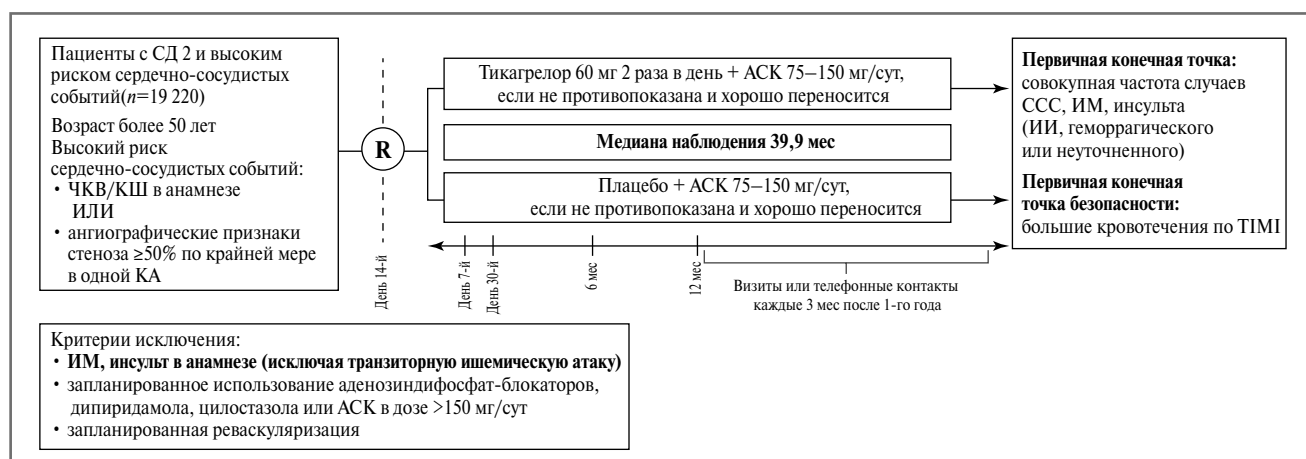 Пациенты с СД 2 и высоким
риском сердечно-сосудистых
событий(n=19 220)
Возраст более 50 лет
Высокий риск
сердечно-сосудистых событий:
• ЧКВ/КШ в анамнезе
ИЛИ
• ангиографические признаки
стеноза ≥50% по крайней мере
в одной КА
R
День 14-й
Тикагрелор 60 мг 2 раза в день + АСК 75–150 мг/сут,
если не противопоказана и хорошо переносится
Медиана наблюдения 39,9 мес
Плацебо + АСК 75–150 мг/сут,
если не противопоказана и хорошо переносится
День 7-й
День 30-й
6 мес
12 мес
Визиты или телефонные контакты
каждые 3 мес после 1-го года
Первичная конечная точка:
совокупная частота случаев
ССС, ИМ, инсульта
(ИИ, геморрагического
или неуточненного)
Первичная конечная
точка безопасности:
большие кровотечения по TIMI
Критерии исключения:
• ИМ, инсульт в анамнезе (исключая транзиторную ишемическую атаку)
• запланированное использование аденозиндифосфат-блокаторов,
дипиридамола, цилостазола или АСК в дозе >150 мг/сут
• запланированная реваскуляризация